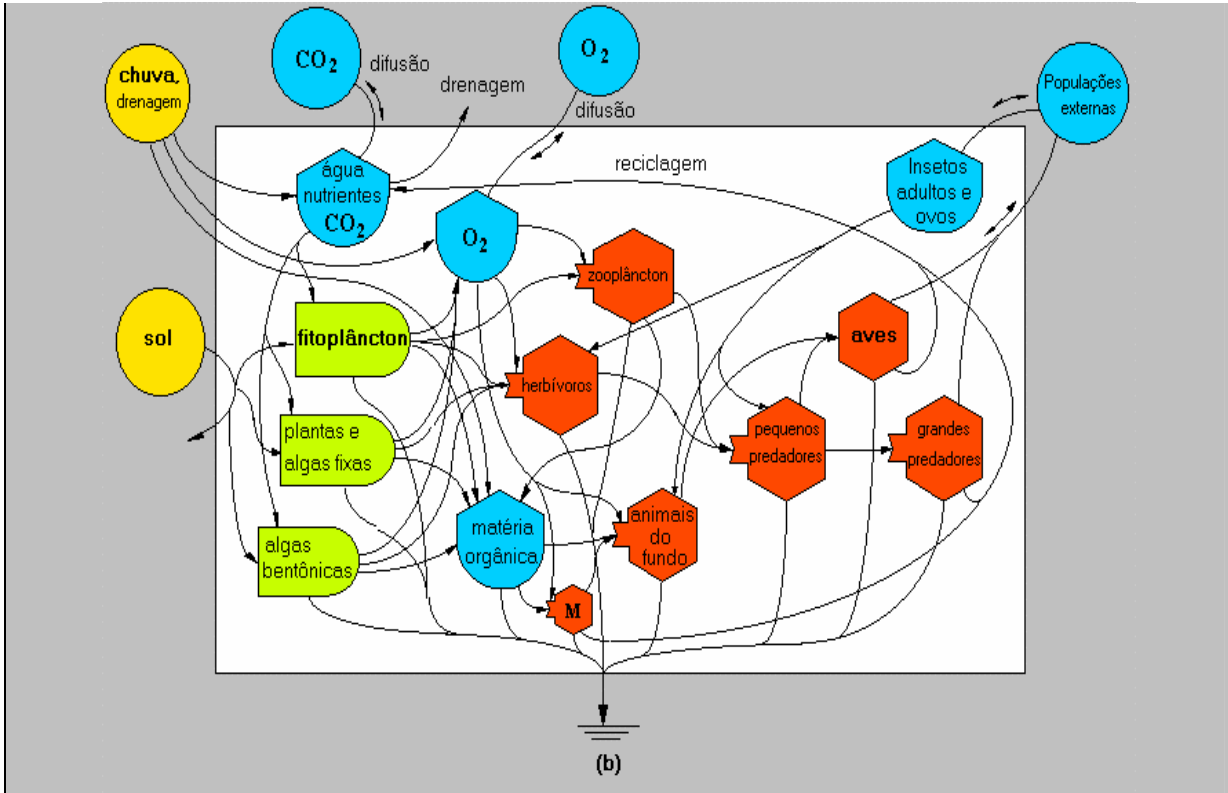 CO2
difusão
O2
difusão
drenagem
chuva,
drenagem
Populações
externas
água
nutrientes
CO2
reciclagem
Insetos
adultos e
ovos
O2
zooplâncton
sol
fitoplâncton
aves
herbívoros
plantas e
algas fixas
pequenos
predadores
grandes
predadores
matéria
orgânica
animais
do
fundo
algas
bentônicas
M
(b)